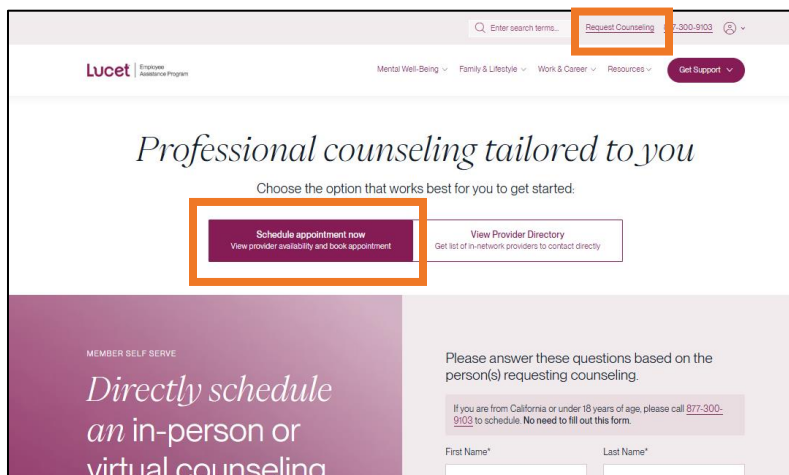 Enter search terms...
Request Counseling
7-300-9103
Lucet
Employee
Assistance Program
Mental Well-Being
Family & Lifestyle
Work & Career
Resources
Get Support
Professional counseling tailored to you
Choose the option that works best for you to get started:
Schedule appointment now
View provider availability and book appointment
View Provider Directory
Get list of in-network providers to contact directly
MEMBER SELF SERVE
Directly schedule
an in-person or
virtual counseling
Please answer these questions based on the
person(s) requesting counseling.
If you are from California or under 18 years of age, please call 877-300-
9103 to schedule. No need to fill out this form.
First Name*
Last Name*